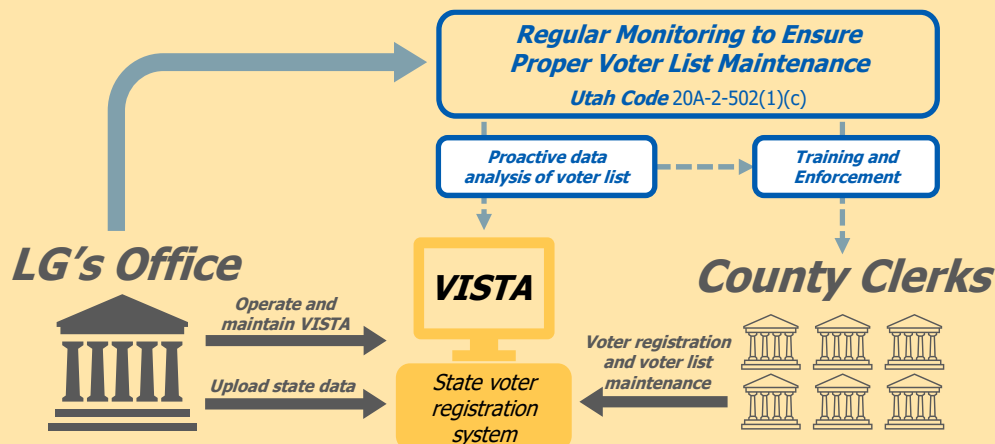 Regular Monitoring to Ensure
Proper Voter List Maintenance
Utah Code 20A-2-502(1)(c)
Proactive data
analysis of voter list
Training and
Enforcement
LG's Office
VISTA
County Clerks
Operate and
maintain VISTA
Upload state data
State voter
registration
system
Voter registration
and voter list
maintenance